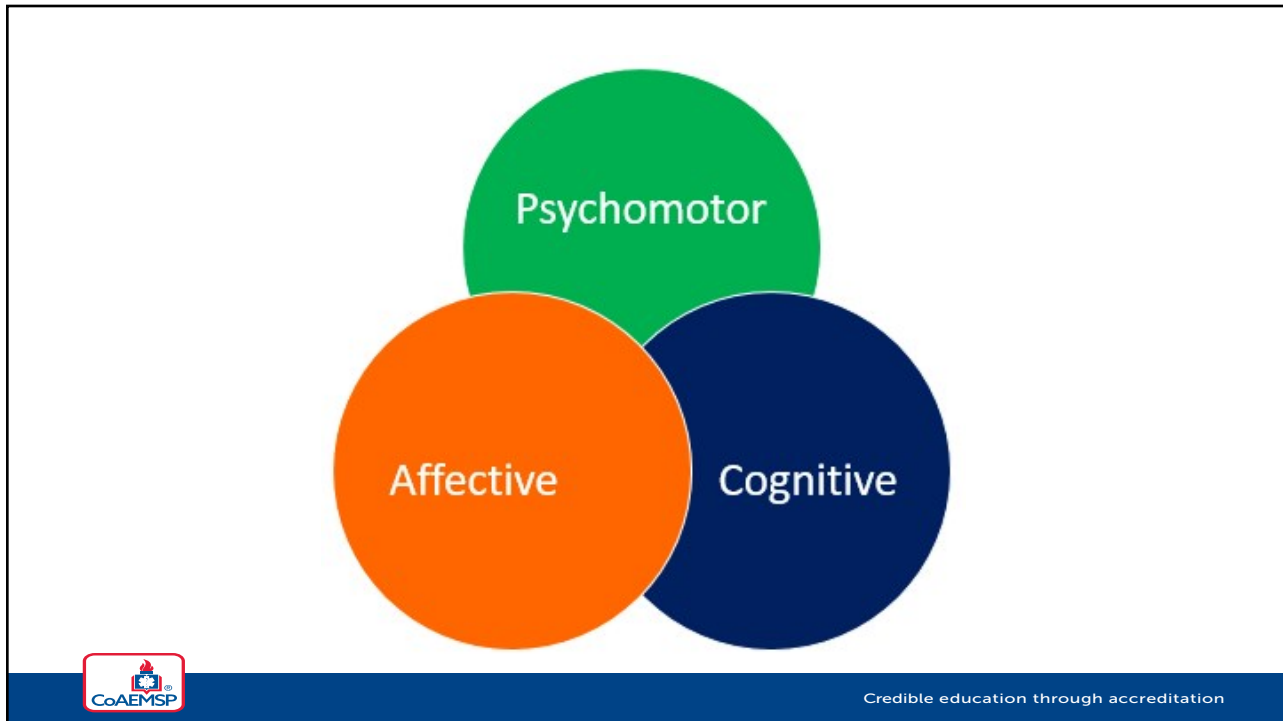 Psychomotor
Affective
Cognitive
CoAEMSP
®
Credible education through accreditation